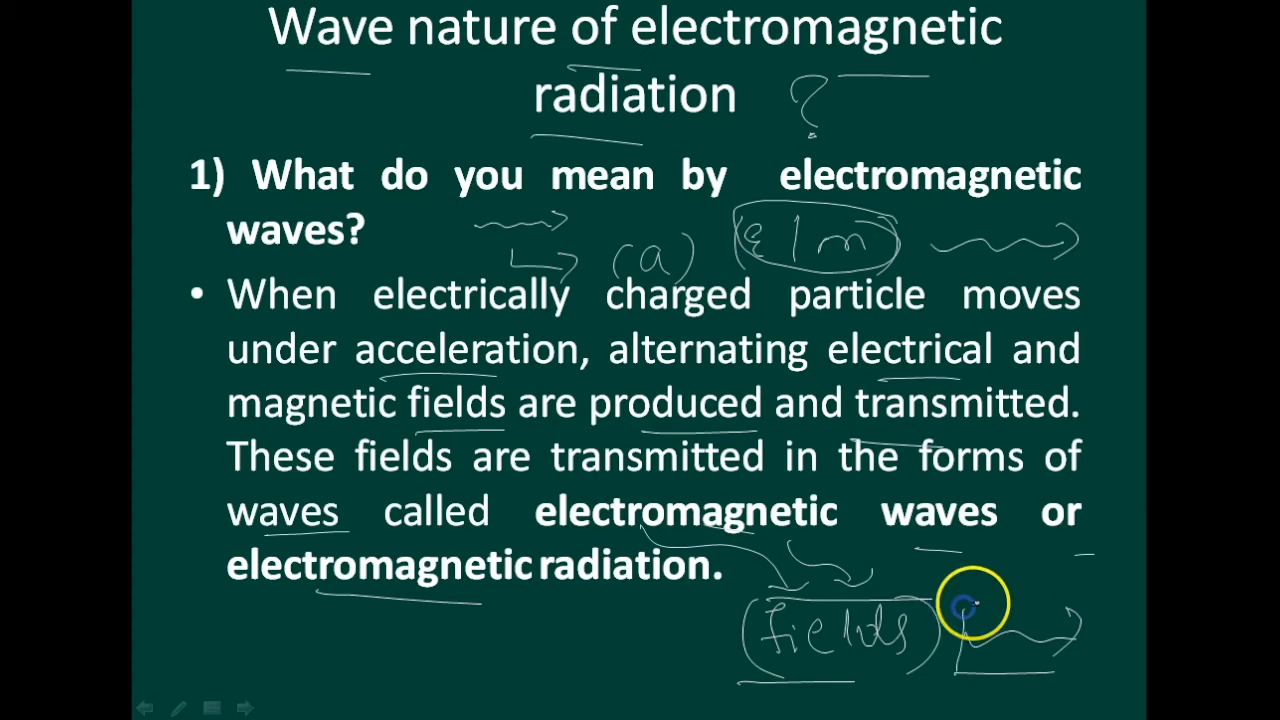 Wave nature of electromagnetic
radiation ?
1) What do you mean by electromagnetic
waves?
(a) (e/m)
• When electrically charged particle moves
under acceleration, alternating electrical and
magnetic fields are produced and transmitted.
These fields are transmitted in the forms of
waves called electromagnetic waves or
electromagnetic radiation.
(fields)